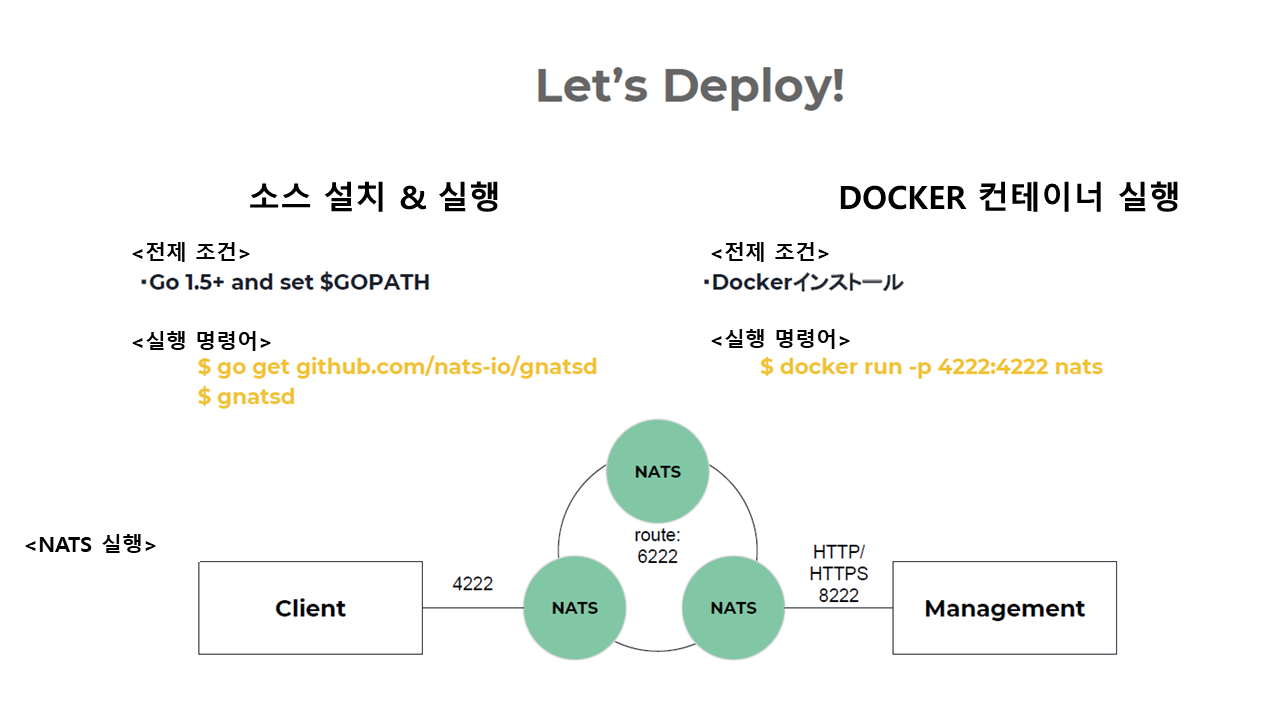 Let’s Deploy!
소스 설치 & 실행
<전제 조건>
・Go 1.5+ and set $GOPATH
<실행 명령어>
$ go get github.com/nats-io/gnatsd
$ gnatsd
DOCKER 컨테이너 실행
<전제 조건>
・Dockerインストール
<실행 명령어>
$ docker run -p 4222:4222 nats
<NATS 실행>
Client
4222
NATS
NATS
route:
6222
NATS
HTTP/
HTTPS
8222
Management